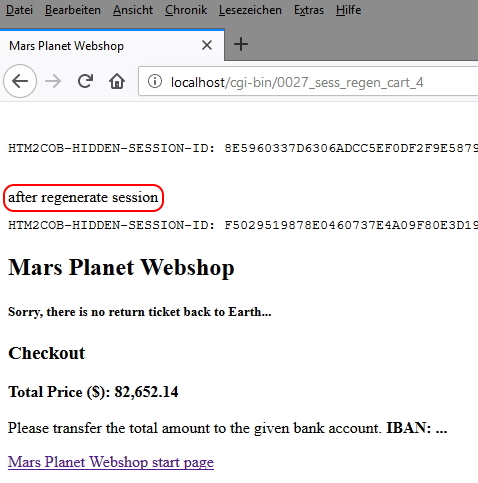 Datei Bearbeiten Ansicht Chronik Lesezeichen Extras Hilfe
Mars Planet Webshop
localhost/cgi-bin/0027_sess_regen_cart_4
HTM2COB-HIDDEN-SESSION-ID: 8E5960337D6306ADCC5EF0DF2F9E5879
after regenerate session
HTM2COB-HIDDEN-SESSION-ID: F5029519878E0460737E4A09F80E3D19
Mars Planet Webshop
Sorry, there is no return ticket back to Earth...
Checkout
Total Price ($): 82,652.14
Please transfer the total amount to the given bank account. IBAN: ...
Mars Planet Webshop start page